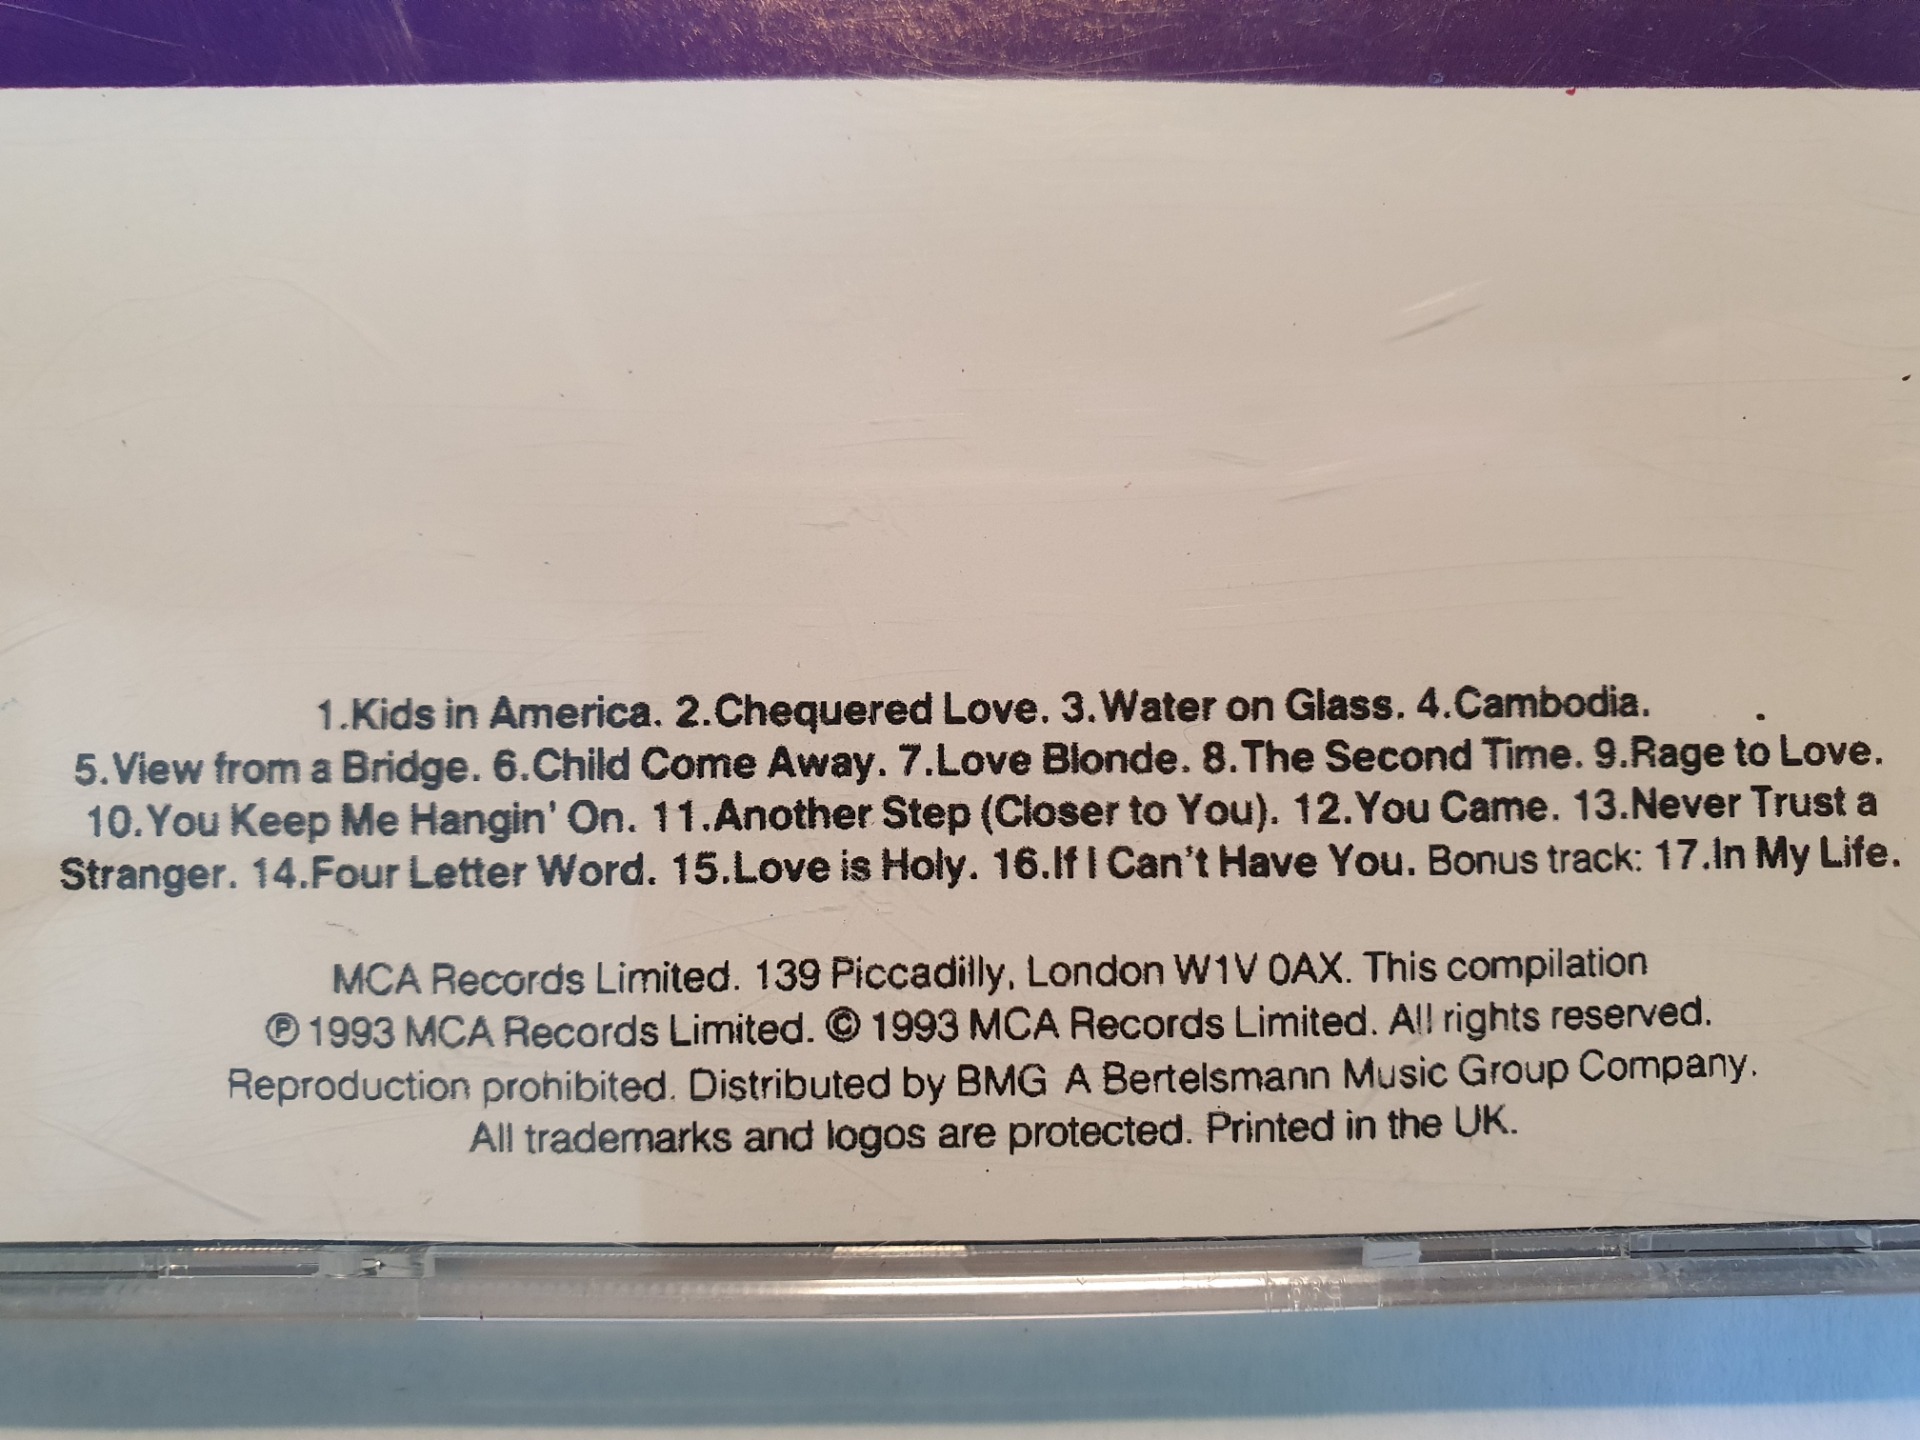 1.Kids in America. 2.Chequered Love. 3.Water on Glass. 4.Cambodia.
5.View from a Bridge. 6.Child Come Away. 7.Love Blonde. 8.The Second Time. 9.Rage to Love.
10.You Keep Me Hangin' On. 11.Another Step (Closer to You). 12.You Came. 13.Never Trust a
Stranger. 14.Four Letter Word. 15.Love is Holy. 16.If I Can't Have You. Bonus track: 17.In My Life.
MCA Records Limited. 139 Piccadilly, London W1V 0AX. This compilation
℗ 1993 MCA Records Limited. © 1993 MCA Records Limited. All rights reserved.
Reproduction prohibited. Distributed by BMG A Bertelsmann Music Group Company.
All trademarks and logos are protected. Printed in the UK.